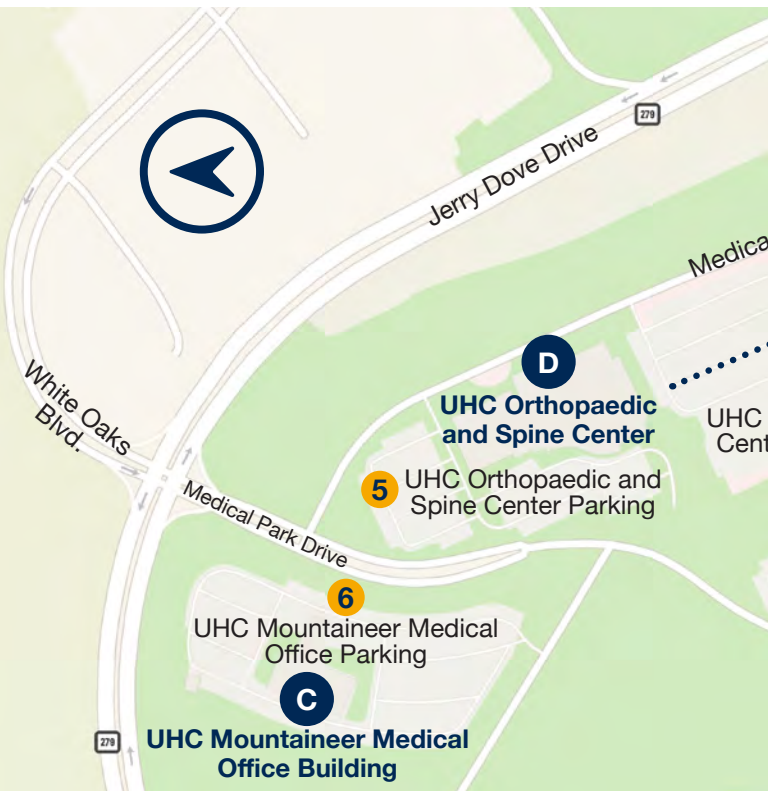 279
Jerry Dove Drive
Medica
D
UHC Orthopaedic
and Spine Center
White Oaks
Blvd.
UHC
Cent
5
UHC Orthopaedic and
Spine Center Parking
Medical Park Drive
6
UHC Mountaineer Medical
Office Parking
C
279
UHC Mountaineer Medical
Office Building